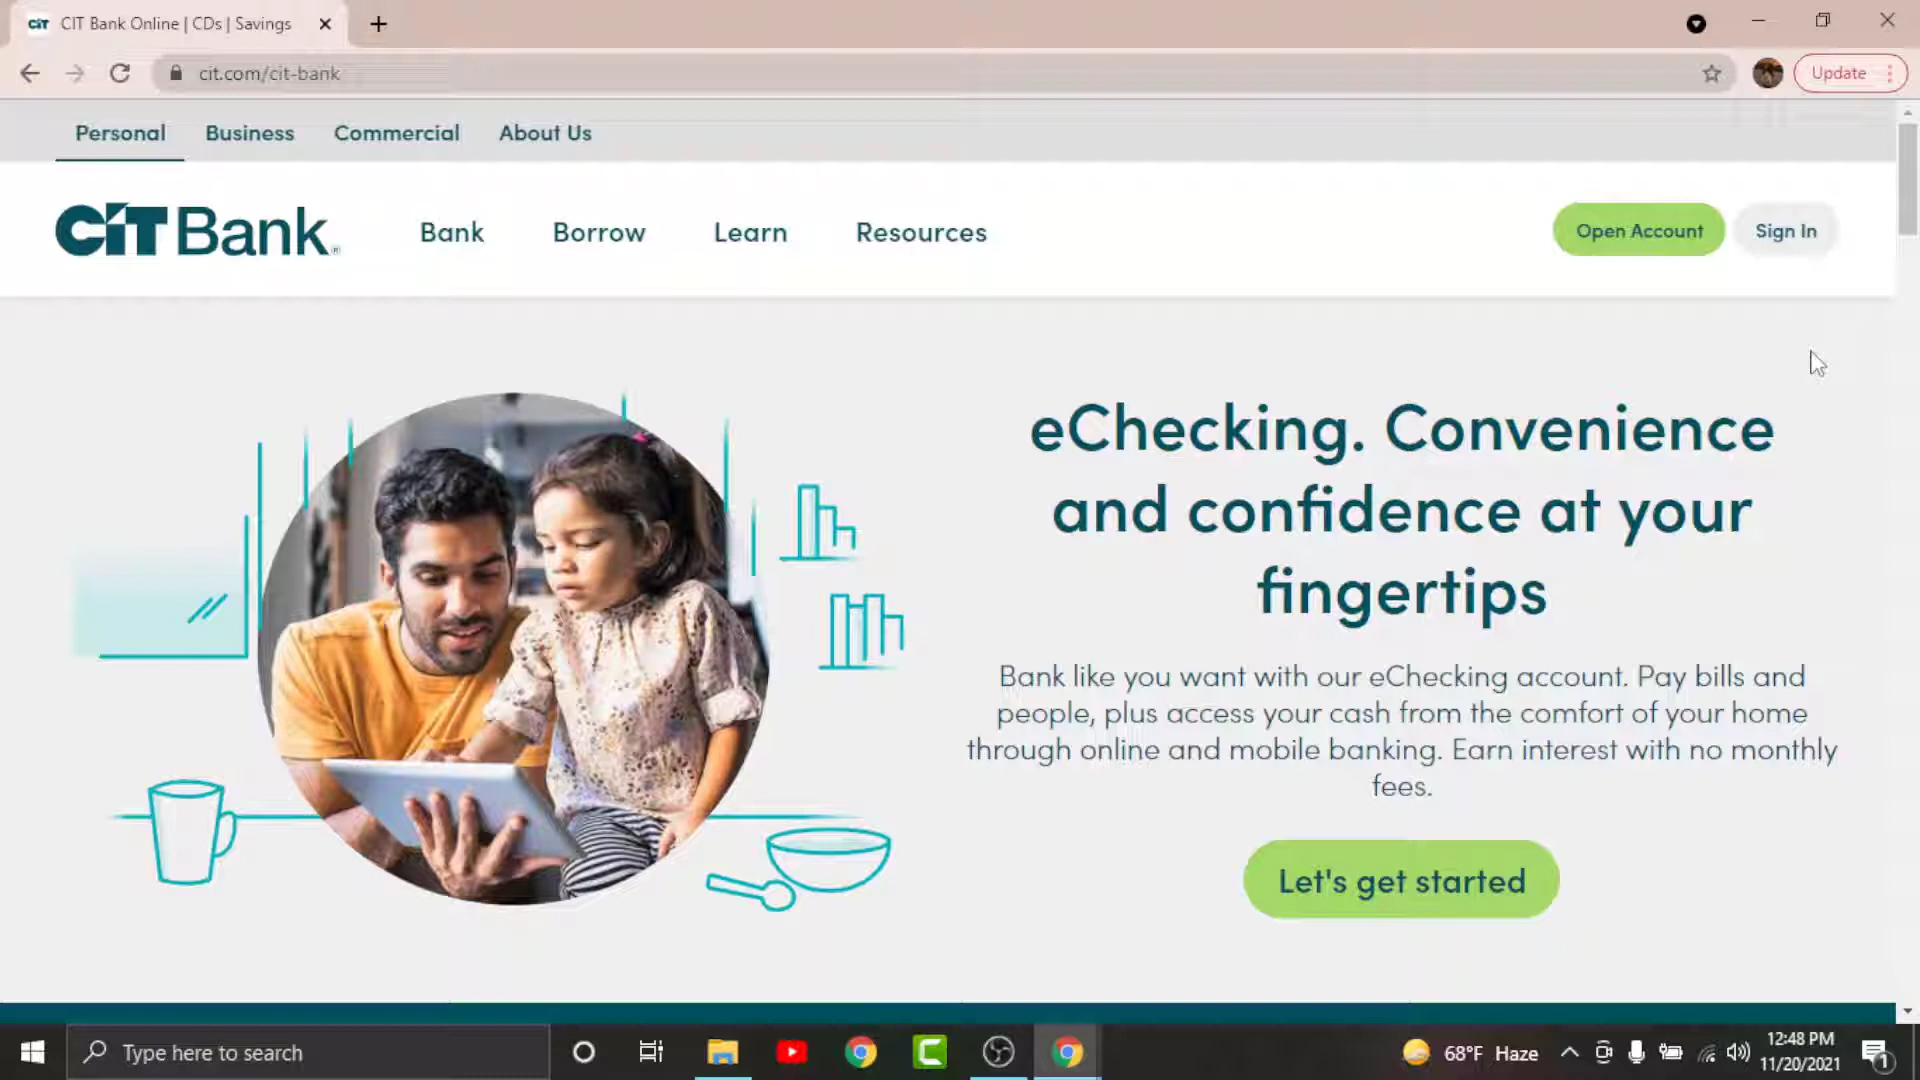 CIT CIT Bank Online | CDs | Savings
cit.com/cit-bank
Update
Personal Business Commercial About Us
CIT Bank®
Bank Borrow Learn Resources
Open Account Sign In
eChecking. Convenience
and confidence at your
fingertips
Bank like you want with our eChecking account. Pay bills and
people, plus access your cash from the comfort of your home
through online and mobile banking. Earn interest with no monthly
fees.
Let's get started
Type here to search
68°F Haze
12:48 PM
11/20/2021
1